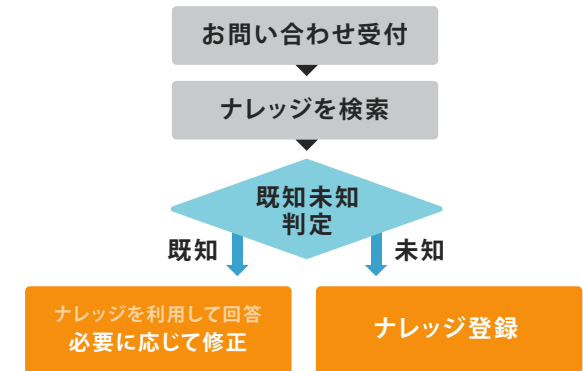 お問い合わせ受付
ナレッジを検索
既知未知
判定
既知
未知
ナレッジを利用して回答
必要に応じて修正
ナレッジ登録